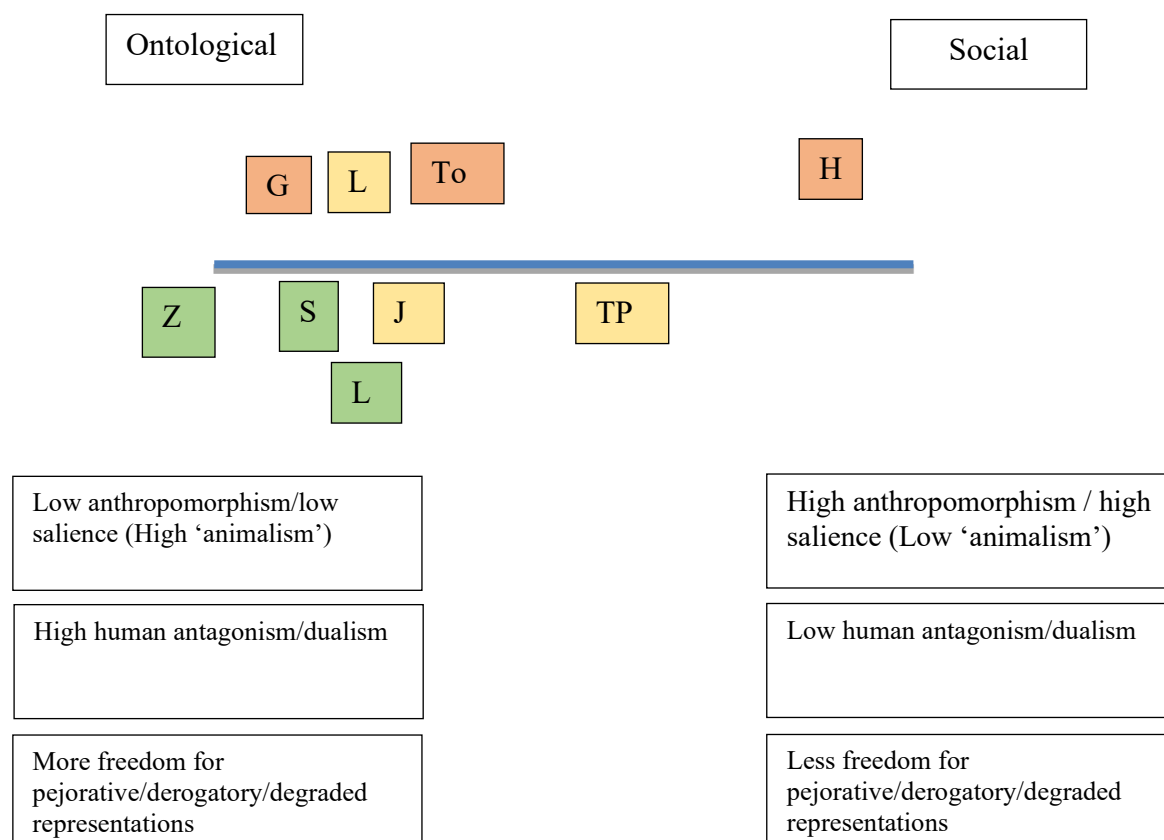 Ontological
Social
G
L
To
H
Z
S
J
TP
L
Low anthropomorphism/low
salience (High ‘animalism’)
High anthropomorphism / high
salience (Low ‘animalism’)
High human antagonism/dualism
Low human antagonism/dualism
More freedom for
pejorative/derogatory/degraded
representations
Less freedom for
pejorative/derogatory/degraded
representations